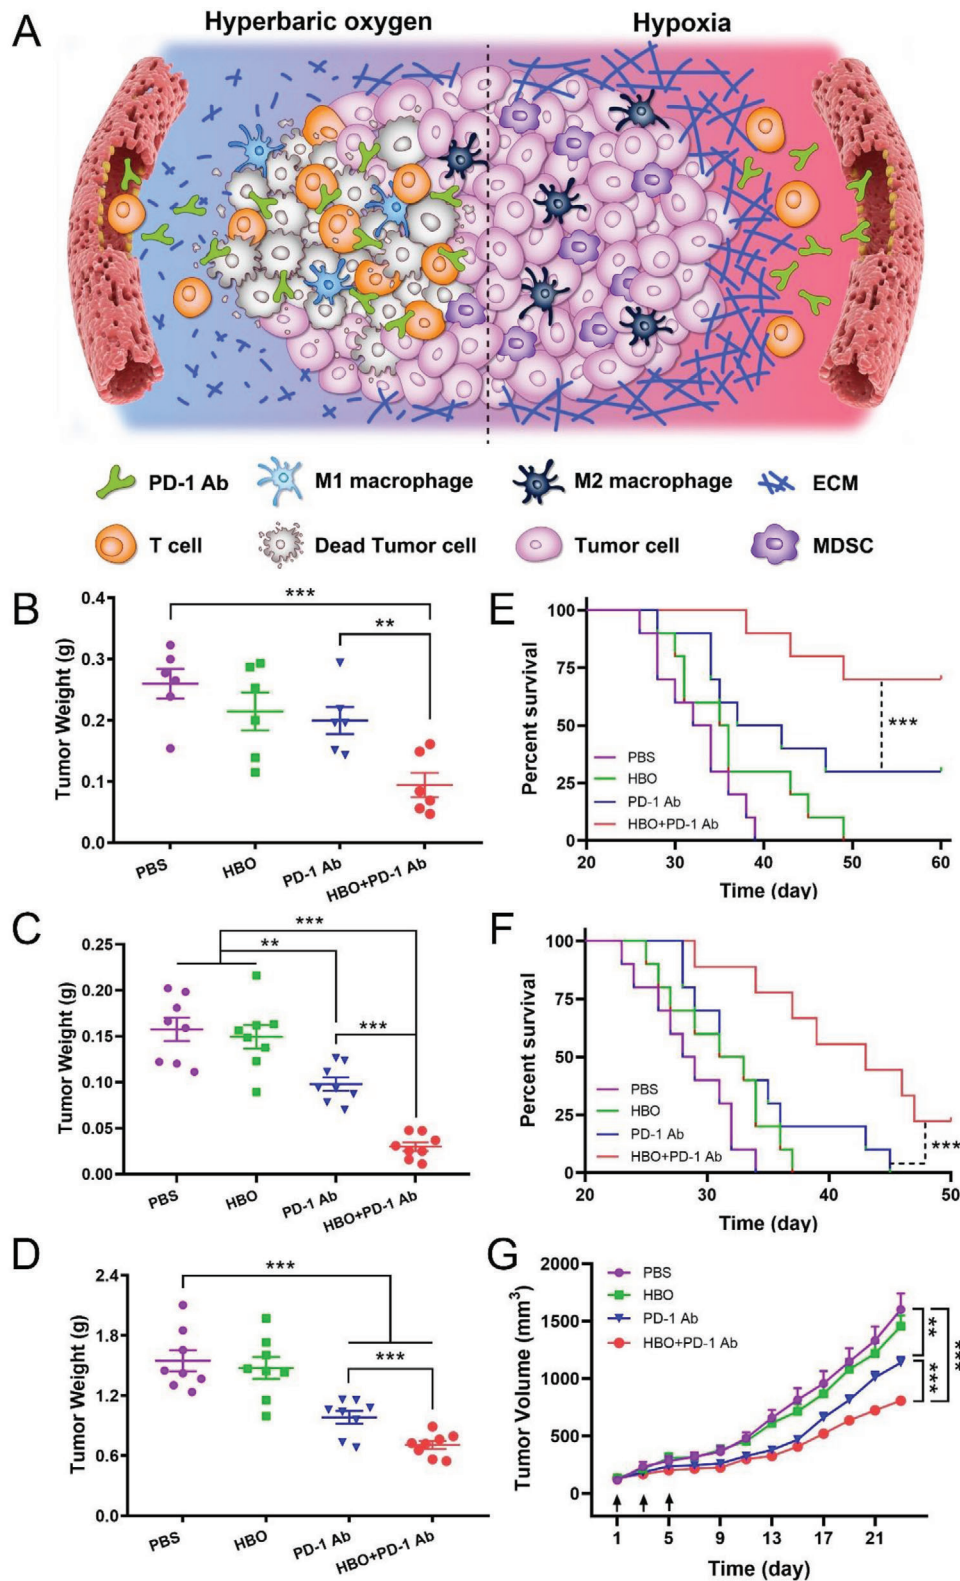 A
Hyperbaric oxygen
Hypoxia
PD-1 Ab
M1 macrophage
M2 macrophage
ECM
T cell
Dead Tumor cell
Tumor cell
MDSC
B
Tumor Weight (g)
0.4
0.3
0.2
0.1
0.0
***
**
PBS
HBO
PD-1 Ab
HBO+PD-1 Ab
E
Percent survival
100
75
50
25
0
PBS
HBO
PD-1 Ab
HBO+PD-1 Ab
***
20 30 40 50 60
Time (day)
C
Tumor Weight (g)
0.25
0.20
0.15
0.10
0.05
0.00
***
**
***
PBS
HBO
PD-1 Ab
HBO+PD-1 Ab
F
Percent survival
100
75
50
25
0
PBS
HBO
PD-1 Ab
HBO+PD-1 Ab
***
20 30 40 50
Time (day)
D
Tumor Weight (g)
2.4
1.8
1.2
0.6
0.0
***
***
PBS
HBO
PD-1 Ab
HBO+PD-1 Ab
G
Tumor Volume (mm³)
2000
1500
1000
500
0
PBS
HBO
PD-1 Ab
HBO+PD-1 Ab
**
***
***
1 5 9 13 17 21
Time (day)